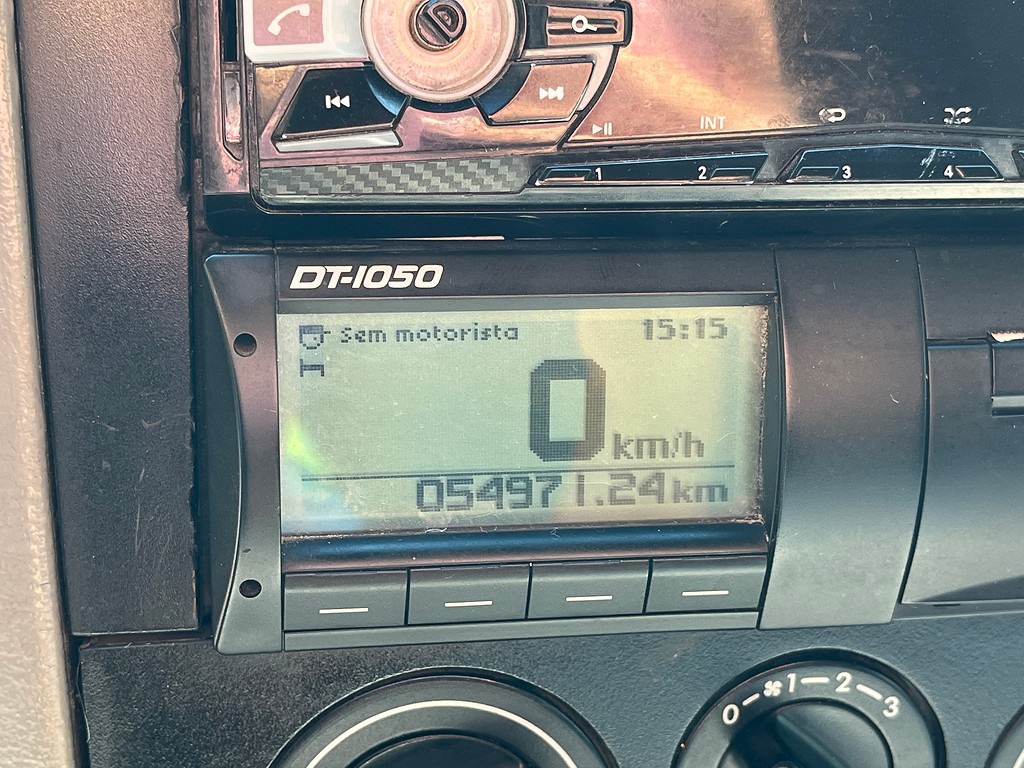 INT
1 2 3 4
DT-1050
sem motorista 15:15
0 km/h
054971.24 km
0 1 2 3